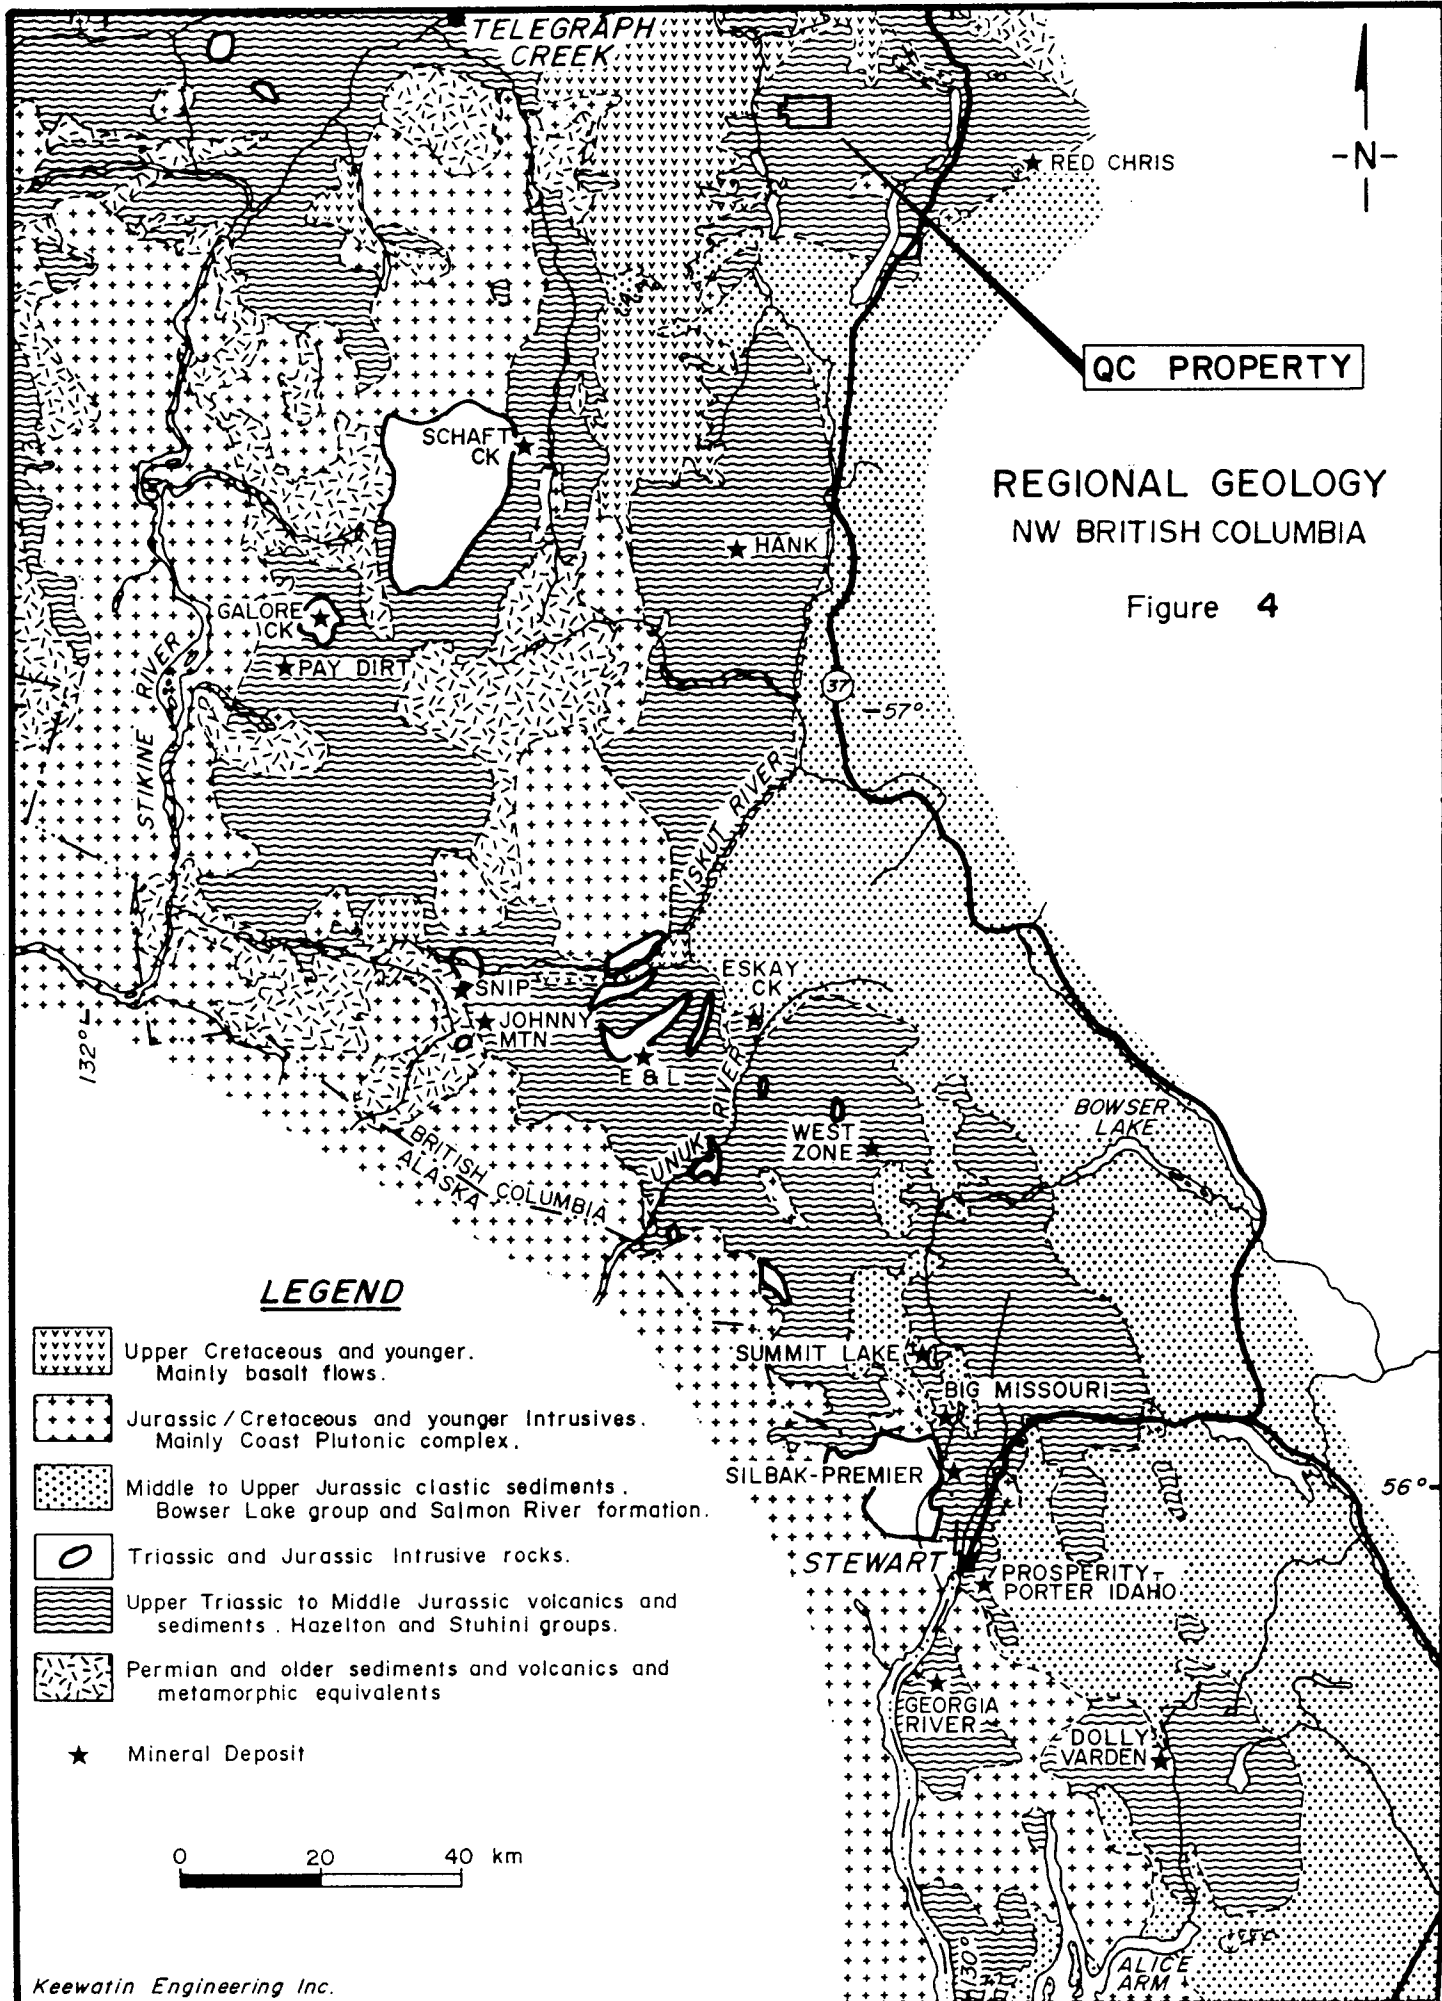 TELEGRAPH
CREEK
-N-
RED CHRIS
QC PROPERTY
REGIONAL GEOLOGY
NW BRITISH COLUMBIA
Figure 4
SCHAFT
CK
HANK
GALORE
CK
PAY DIRT
STIKINE RIVER
37
57°
ISKUT RIVER
ESKAY
CK
SNIP
JOHNNY
MTN
E & L
132°
UNUK RIVER
WEST
ZONE
BOWSER
LAKE
BRITISH COLUMBIA
ALASKA
SUMMIT LAKE
BIG MISSOURI
SILBAK-PREMIER
56°
STEWART
PROSPERITY-
PORTER IDAHO
GEORGIA
RIVER
DOLLY
VARDEN
130°
ALICE
ARM
LEGEND
Upper Cretaceous and younger.
Mainly basalt flows.
Jurassic/Cretaceous and younger Intrusives.
Mainly Coast Plutonic complex.
Middle to Upper Jurassic clastic sediments.
Bowser Lake group and Salmon River formation.
Triassic and Jurassic Intrusive rocks.
Upper Triassic to Middle Jurassic volcanics and
sediments. Hazelton and Stuhini groups.
Permian and older sediments and volcanics and
metamorphic equivalents
Mineral Deposit
0 20 40 km
Keewatin Engineering Inc.